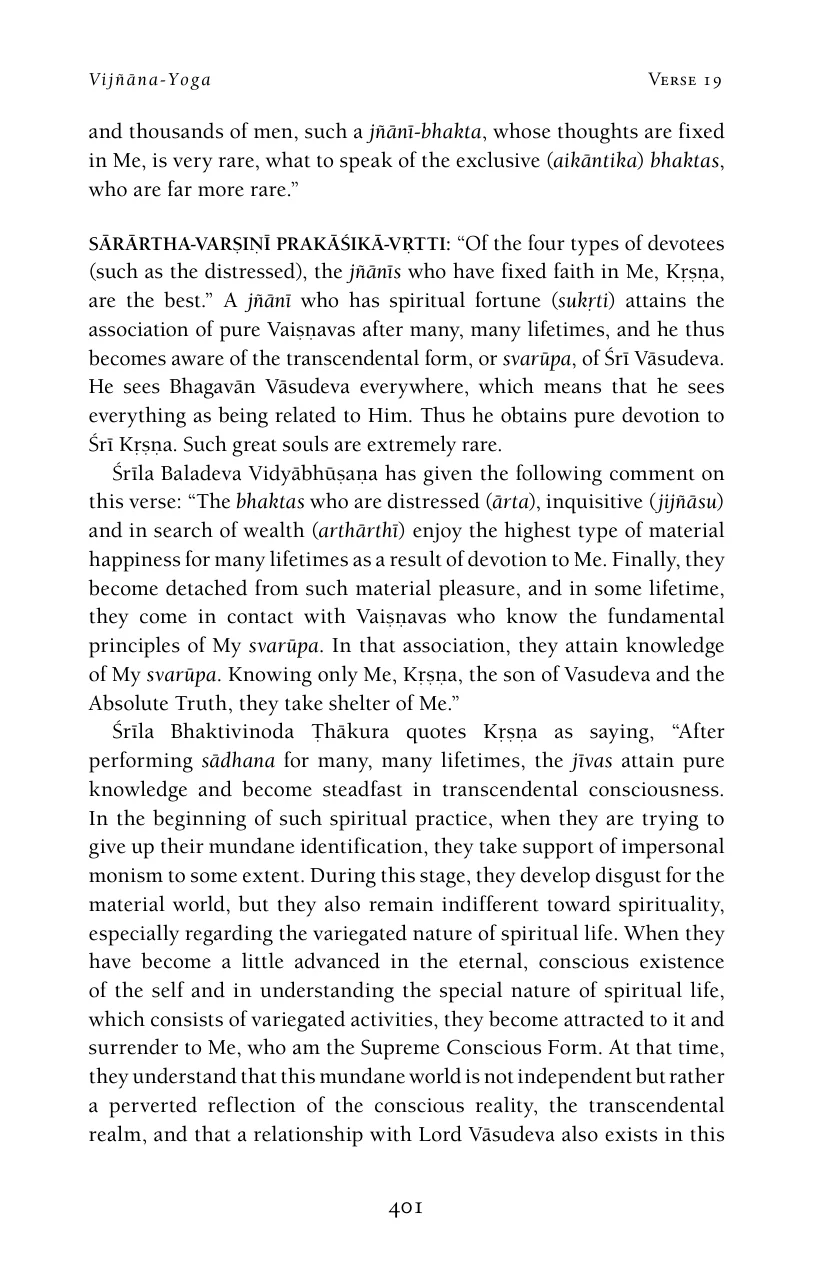 Vijñāna-Yoga Verse 19
and thousands of men, such a jñānī-bhakta, whose thoughts are fixed
in Me, is very rare, what to speak of the exclusive (aikāntika) bhaktas,
who are far more rare.”
SĀRĀRTHA-VARṢIṆĪ PRAKĀŚIKĀ-VṚTTI: “Of the four types of devotees
(such as the distressed), the jñānīs who have fixed faith in Me, Kṛṣṇa,
are the best.” A jñānī who has spiritual fortune (sukṛti) attains the
association of pure Vaiṣṇavas after many, many lifetimes, and he thus
becomes aware of the transcendental form, or svarūpa, of Śrī Vāsudeva.
He sees Bhagavān Vāsudeva everywhere, which means that he sees
everything as being related to Him. Thus he obtains pure devotion to
Śrī Kṛṣṇa. Such great souls are extremely rare.
Śrīla Baladeva Vidyābhūṣaṇa has given the following comment on
this verse: “The bhaktas who are distressed (ārta), inquisitive (jijñāsu)
and in search of wealth (arthārthī) enjoy the highest type of material
happiness for many lifetimes as a result of devotion to Me. Finally, they
become detached from such material pleasure, and in some lifetime,
they come in contact with Vaiṣṇavas who know the fundamental
principles of My svarūpa. In that association, they attain knowledge
of My svarūpa. Knowing only Me, Kṛṣṇa, the son of Vasudeva and the
Absolute Truth, they take shelter of Me.”
Śrīla Bhaktivinoda Ṭhākura quotes Kṛṣṇa as saying, “After
performing sādhana for many, many lifetimes, the jīvas attain pure
knowledge and become steadfast in transcendental consciousness.
In the beginning of such spiritual practice, when they are trying to
give up their mundane identification, they take support of impersonal
monism to some extent. During this stage, they develop disgust for the
material world, but they also remain indifferent toward spirituality,
especially regarding the variegated nature of spiritual life. When they
have become a little advanced in the eternal, conscious existence
of the self and in understanding the special nature of spiritual life,
which consists of variegated activities, they become attracted to it and
surrender to Me, who am the Supreme Conscious Form. At that time,
they understand that this mundane world is not independent but rather
a perverted reflection of the conscious reality, the transcendental
realm, and that a relationship with Lord Vāsudeva also exists in this
401